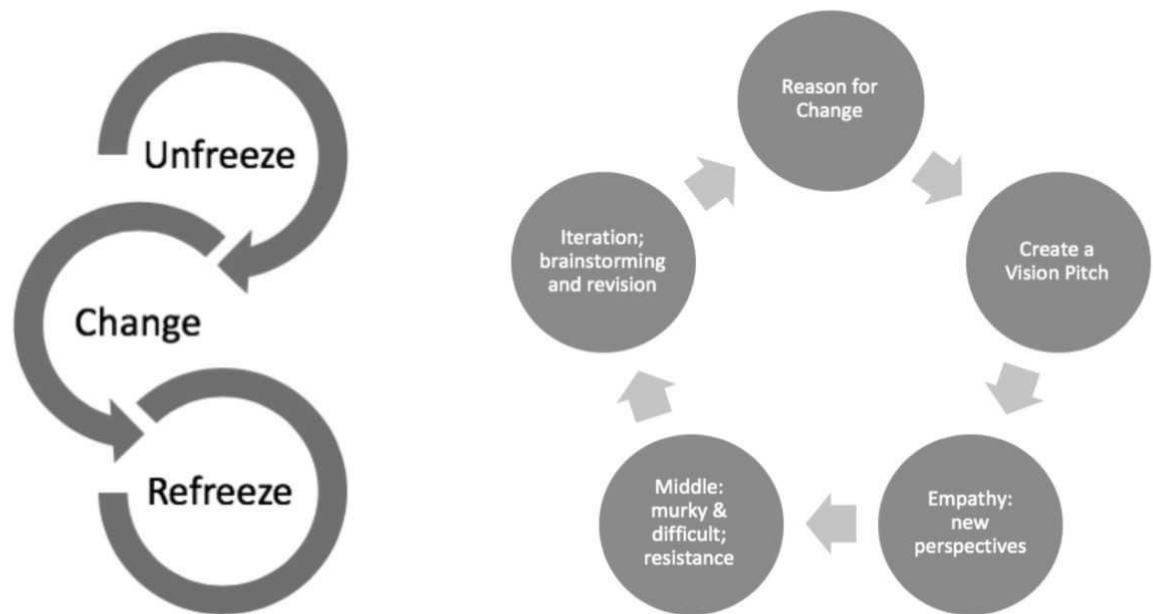 Unfreeze
Change
Refreeze
Reason for
Change
Create a
Vision Pitch
Empathy:
new
perspectives
Middle:
murky &
difficult;
resistance
Iteration;
brainstorming
and revision